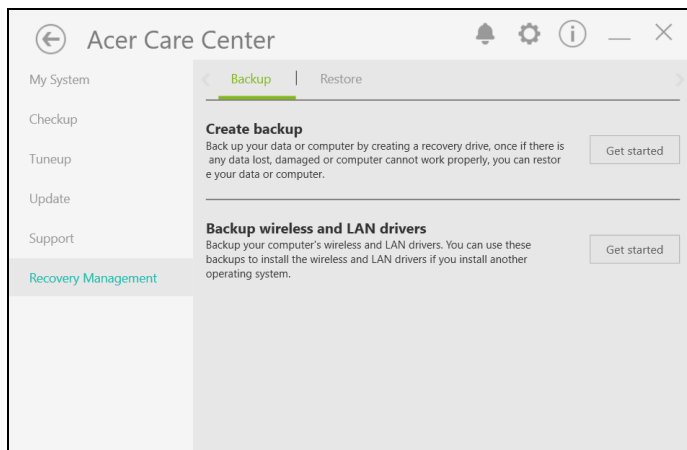 Acer Care Center
My System
Checkup
Tuneup
Update
Support
Recovery Management
Backup | Restore
Create backup
Back up your data or computer by creating a recovery drive, once if there is
any data lost, damaged or computer cannot work properly, you can restor
e your data or computer.
Get started
Backup wireless and LAN drivers
Backup your computer's wireless and LAN drivers. You can use these
backups to install the wireless and LAN drivers if you install another
operating system.
Get started